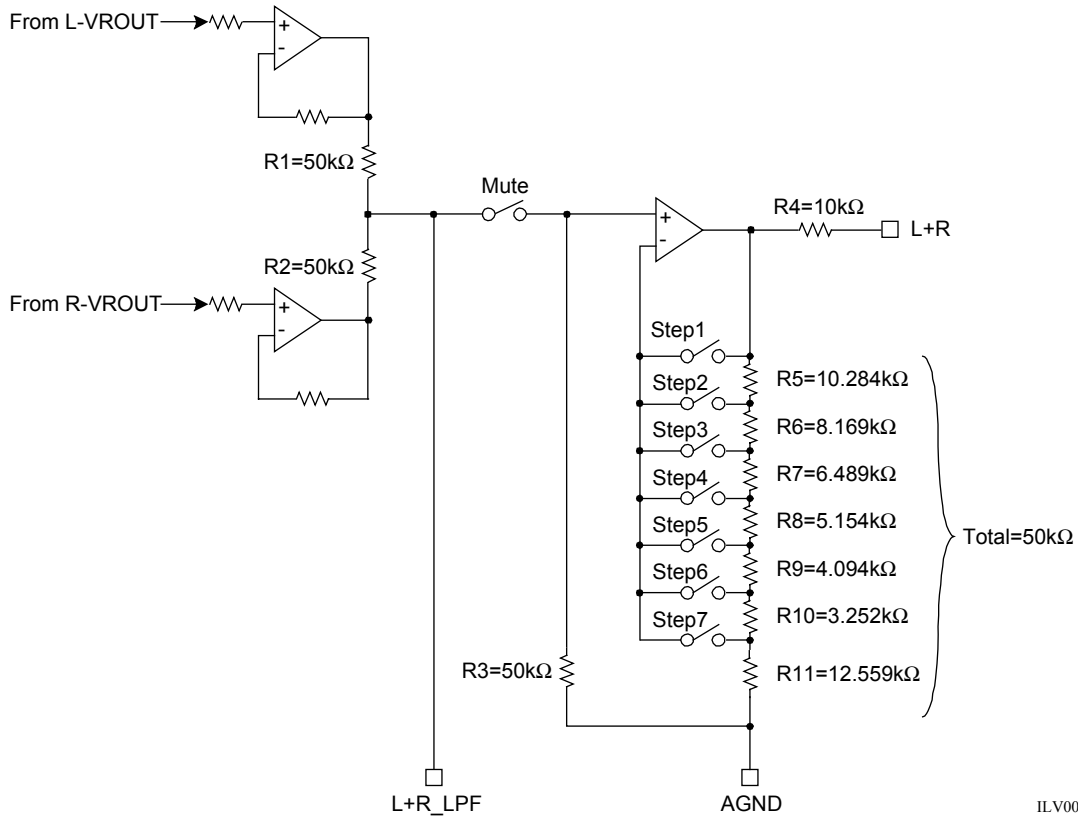 From L-VROUT
+
-
R1=50kΩ
Mute
R4=10kΩ
+
-
L+R
R2=50kΩ
From R-VROUT
+
-
Step1
R5=10.284kΩ
Step2
R6=8.169kΩ
Step3
R7=6.489kΩ
Step4
R8=5.154kΩ
Step5
Total=50kΩ
R9=4.094kΩ
Step6
R10=3.252kΩ
Step7
R3=50kΩ
R11=12.559kΩ
L+R_LPF
AGND
ILV00